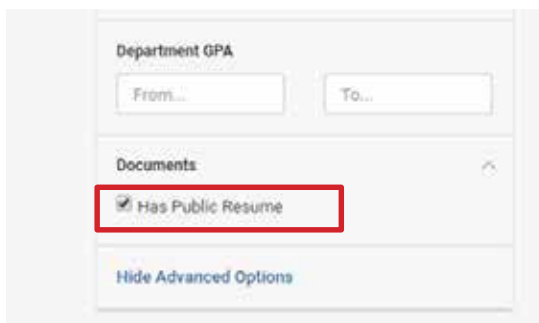 Department GPA
From... To...
Documents
Has Public Resume
Hide Advanced Options